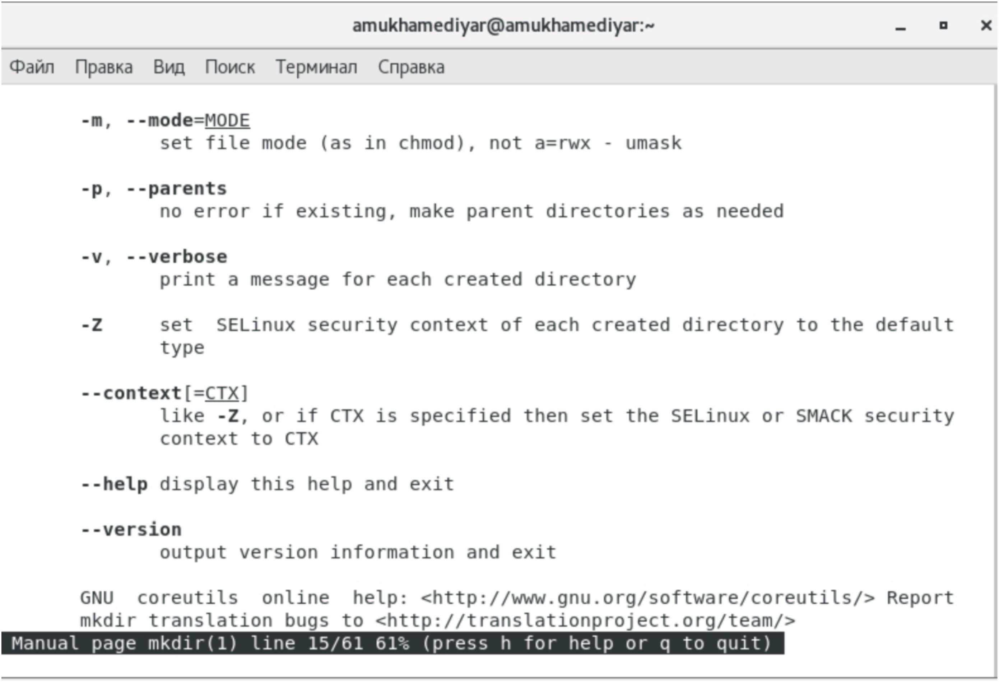 amukhamediyar@amukhamediyar:~
Файл Правка Вид Поиск Терминал Справка
-m, --mode=MODE
set file mode (as in chmod), not a=rwx - umask
-p, --parents
no error if existing, make parent directories as needed
-v, --verbose
print a message for each created directory
-Z set SELinux security context of each created directory to the default
type
--context[=CTX]
like -Z, or if CTX is specified then set the SELinux or SMACK security
context to CTX
--help display this help and exit
--version
output version information and exit
GNU coreutils online help: <http://www.gnu.org/software/coreutils/> Report
mkdir translation bugs to <http://translationproject.org/team/>
Manual page mkdir(1) line 15/61 61% (press h for help or q to quit)